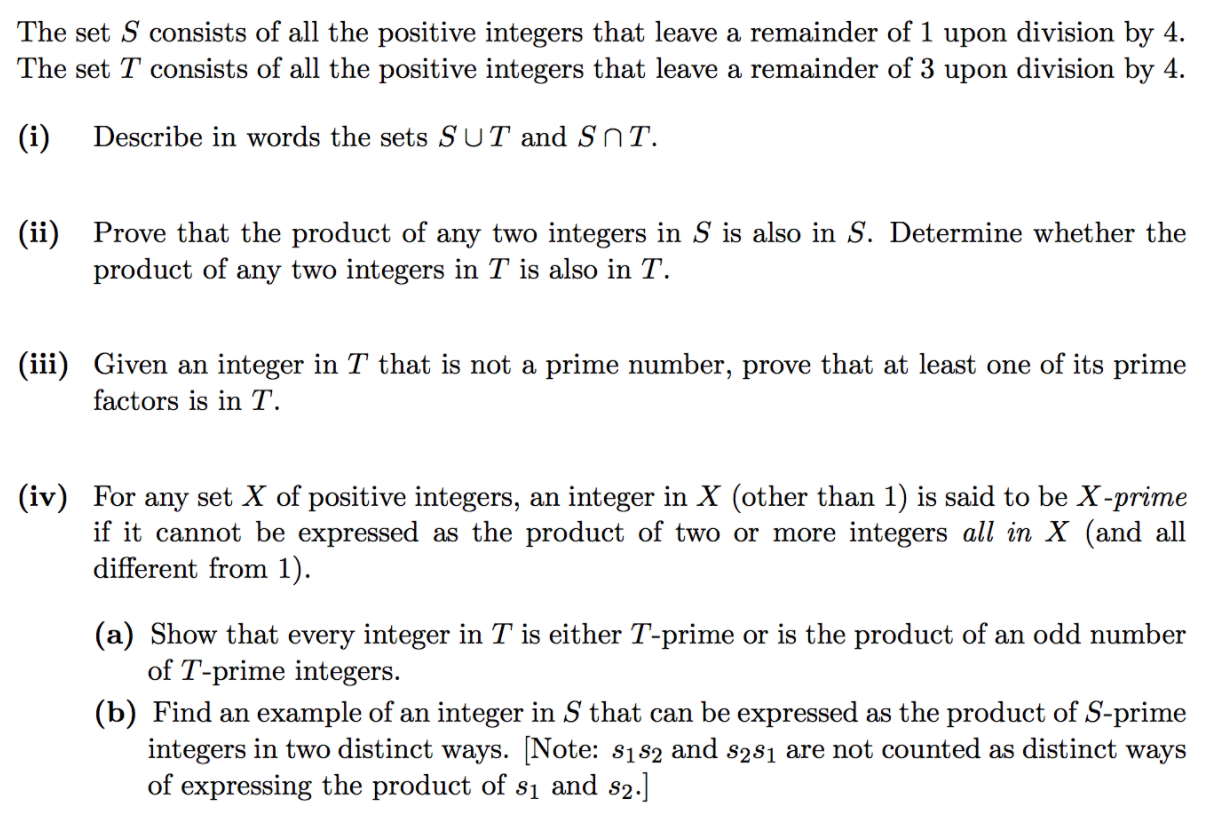 The set S consists of all the positive integers that leave a remainder of 1 upon division by 4.
The set T consists of all the positive integers that leave a remainder of 3 upon division by 4.
(i) Describe in words the sets S ∪ T and S ∩ T.
(ii) Prove that the product of any two integers in S is also in S. Determine whether the
product of any two integers in T is also in T.
(iii) Given an integer in T that is not a prime number, prove that at least one of its prime
factors is in T.
(iv) For any set X of positive integers, an integer in X (other than 1) is said to be X-prime
if it cannot be expressed as the product of two or more integers all in X (and all
different from 1).
(a) Show that every integer in T is either T-prime or is the product of an odd number
of T-prime integers.
(b) Find an example of an integer in S that can be expressed as the product of S-prime
integers in two distinct ways. [Note: s₁s₂ and s₂s₁ are not counted as distinct ways
of expressing the product of s₁ and s₂.]